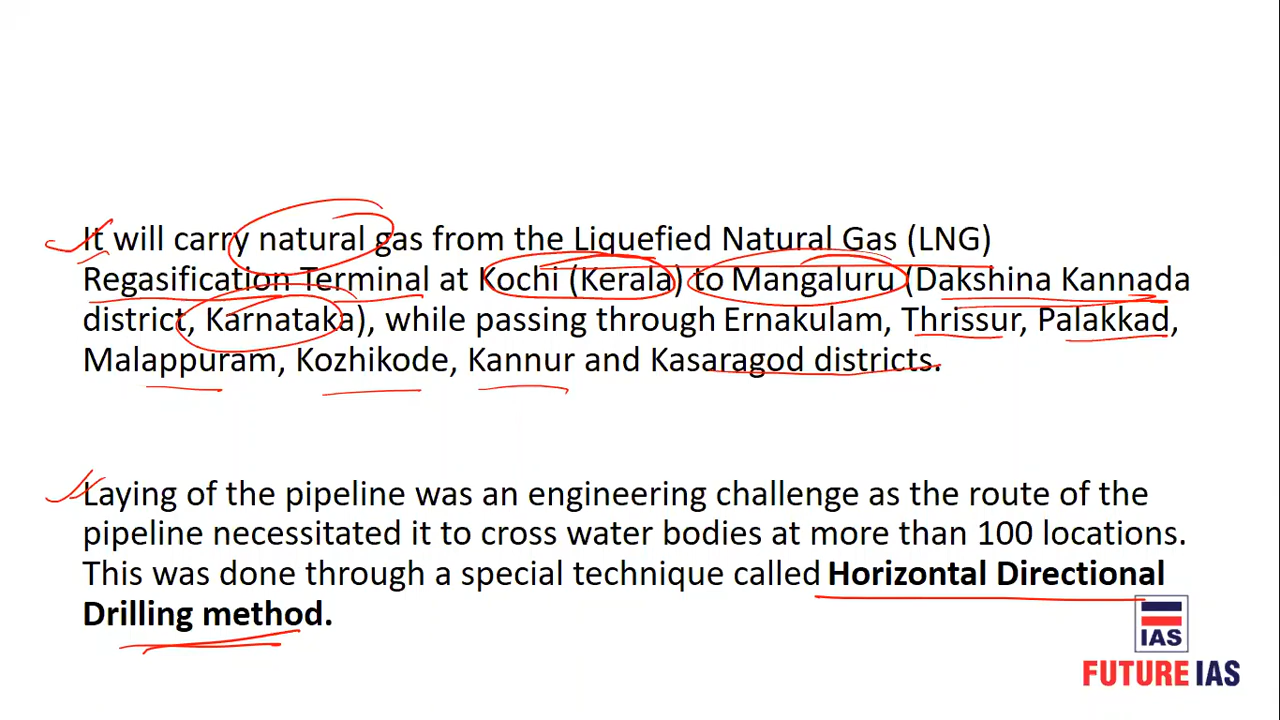 It will carry natural gas from the Liquefied Natural Gas (LNG)
Regasification Terminal at Kochi (Kerala) to Mangaluru (Dakshina Kannada
district, Karnataka), while passing through Ernakulam, Thrissur, Palakkad,
Malappuram, Kozhikode, Kannur and Kasaragod districts.
Laying of the pipeline was an engineering challenge as the route of the
pipeline necessitated it to cross water bodies at more than 100 locations.
This was done through a special technique called Horizontal Directional
Drilling method.
IAS
FUTURE IAS